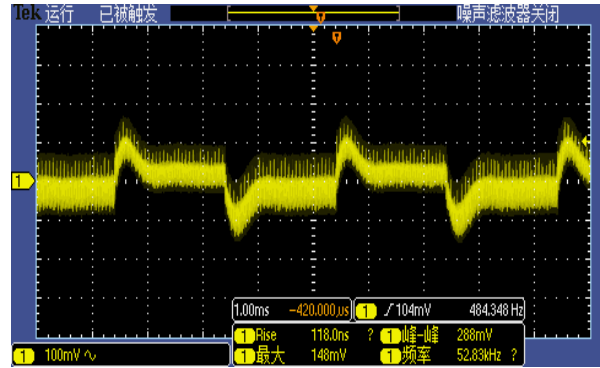 Tek 运行 已被触发 噪声滤波器关闭
T
T
1
1.00ms -420.000µs 1 / 104mV 484.348 Hz
1 Rise 118.0ns ? 1 峰-峰 288mV
1 最大 148mV 1 频率 52.83kHz ?
1 100mV